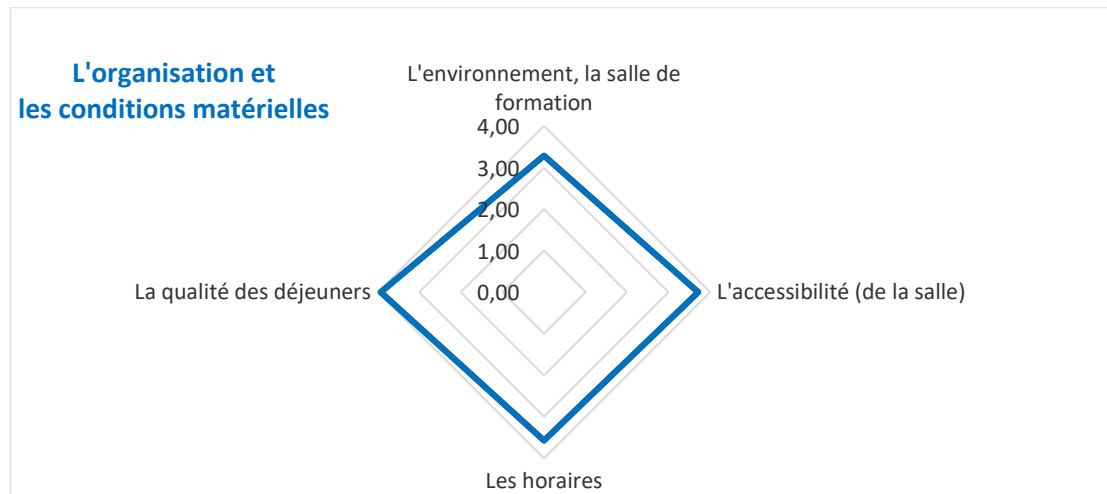 L'organisation et
les conditions matérielles
L'environnement, la salle de
formation
4,00
3,00
2,00
1,00
0,00
La qualité des déjeuners
L'accessibilité (de la salle)
Les horaires